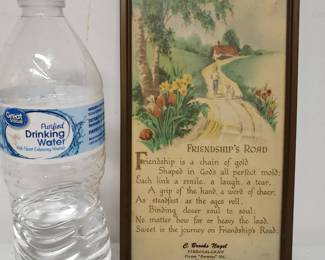 Great Value
Purified
Drinking
Water
FRIENDSHIP'S ROAD
Friendship is a chain of gold
Shaped in God's all perfect mold;
Each link a smile, a laugh, a tear,
A grip of the hand, a word of cheer;
As steadfast as the ages roll
Binding closer soul to soul;
No matter how far or heavy the load,
Sweet is the journey on Friendship's Road.
C. Brooks Nagel